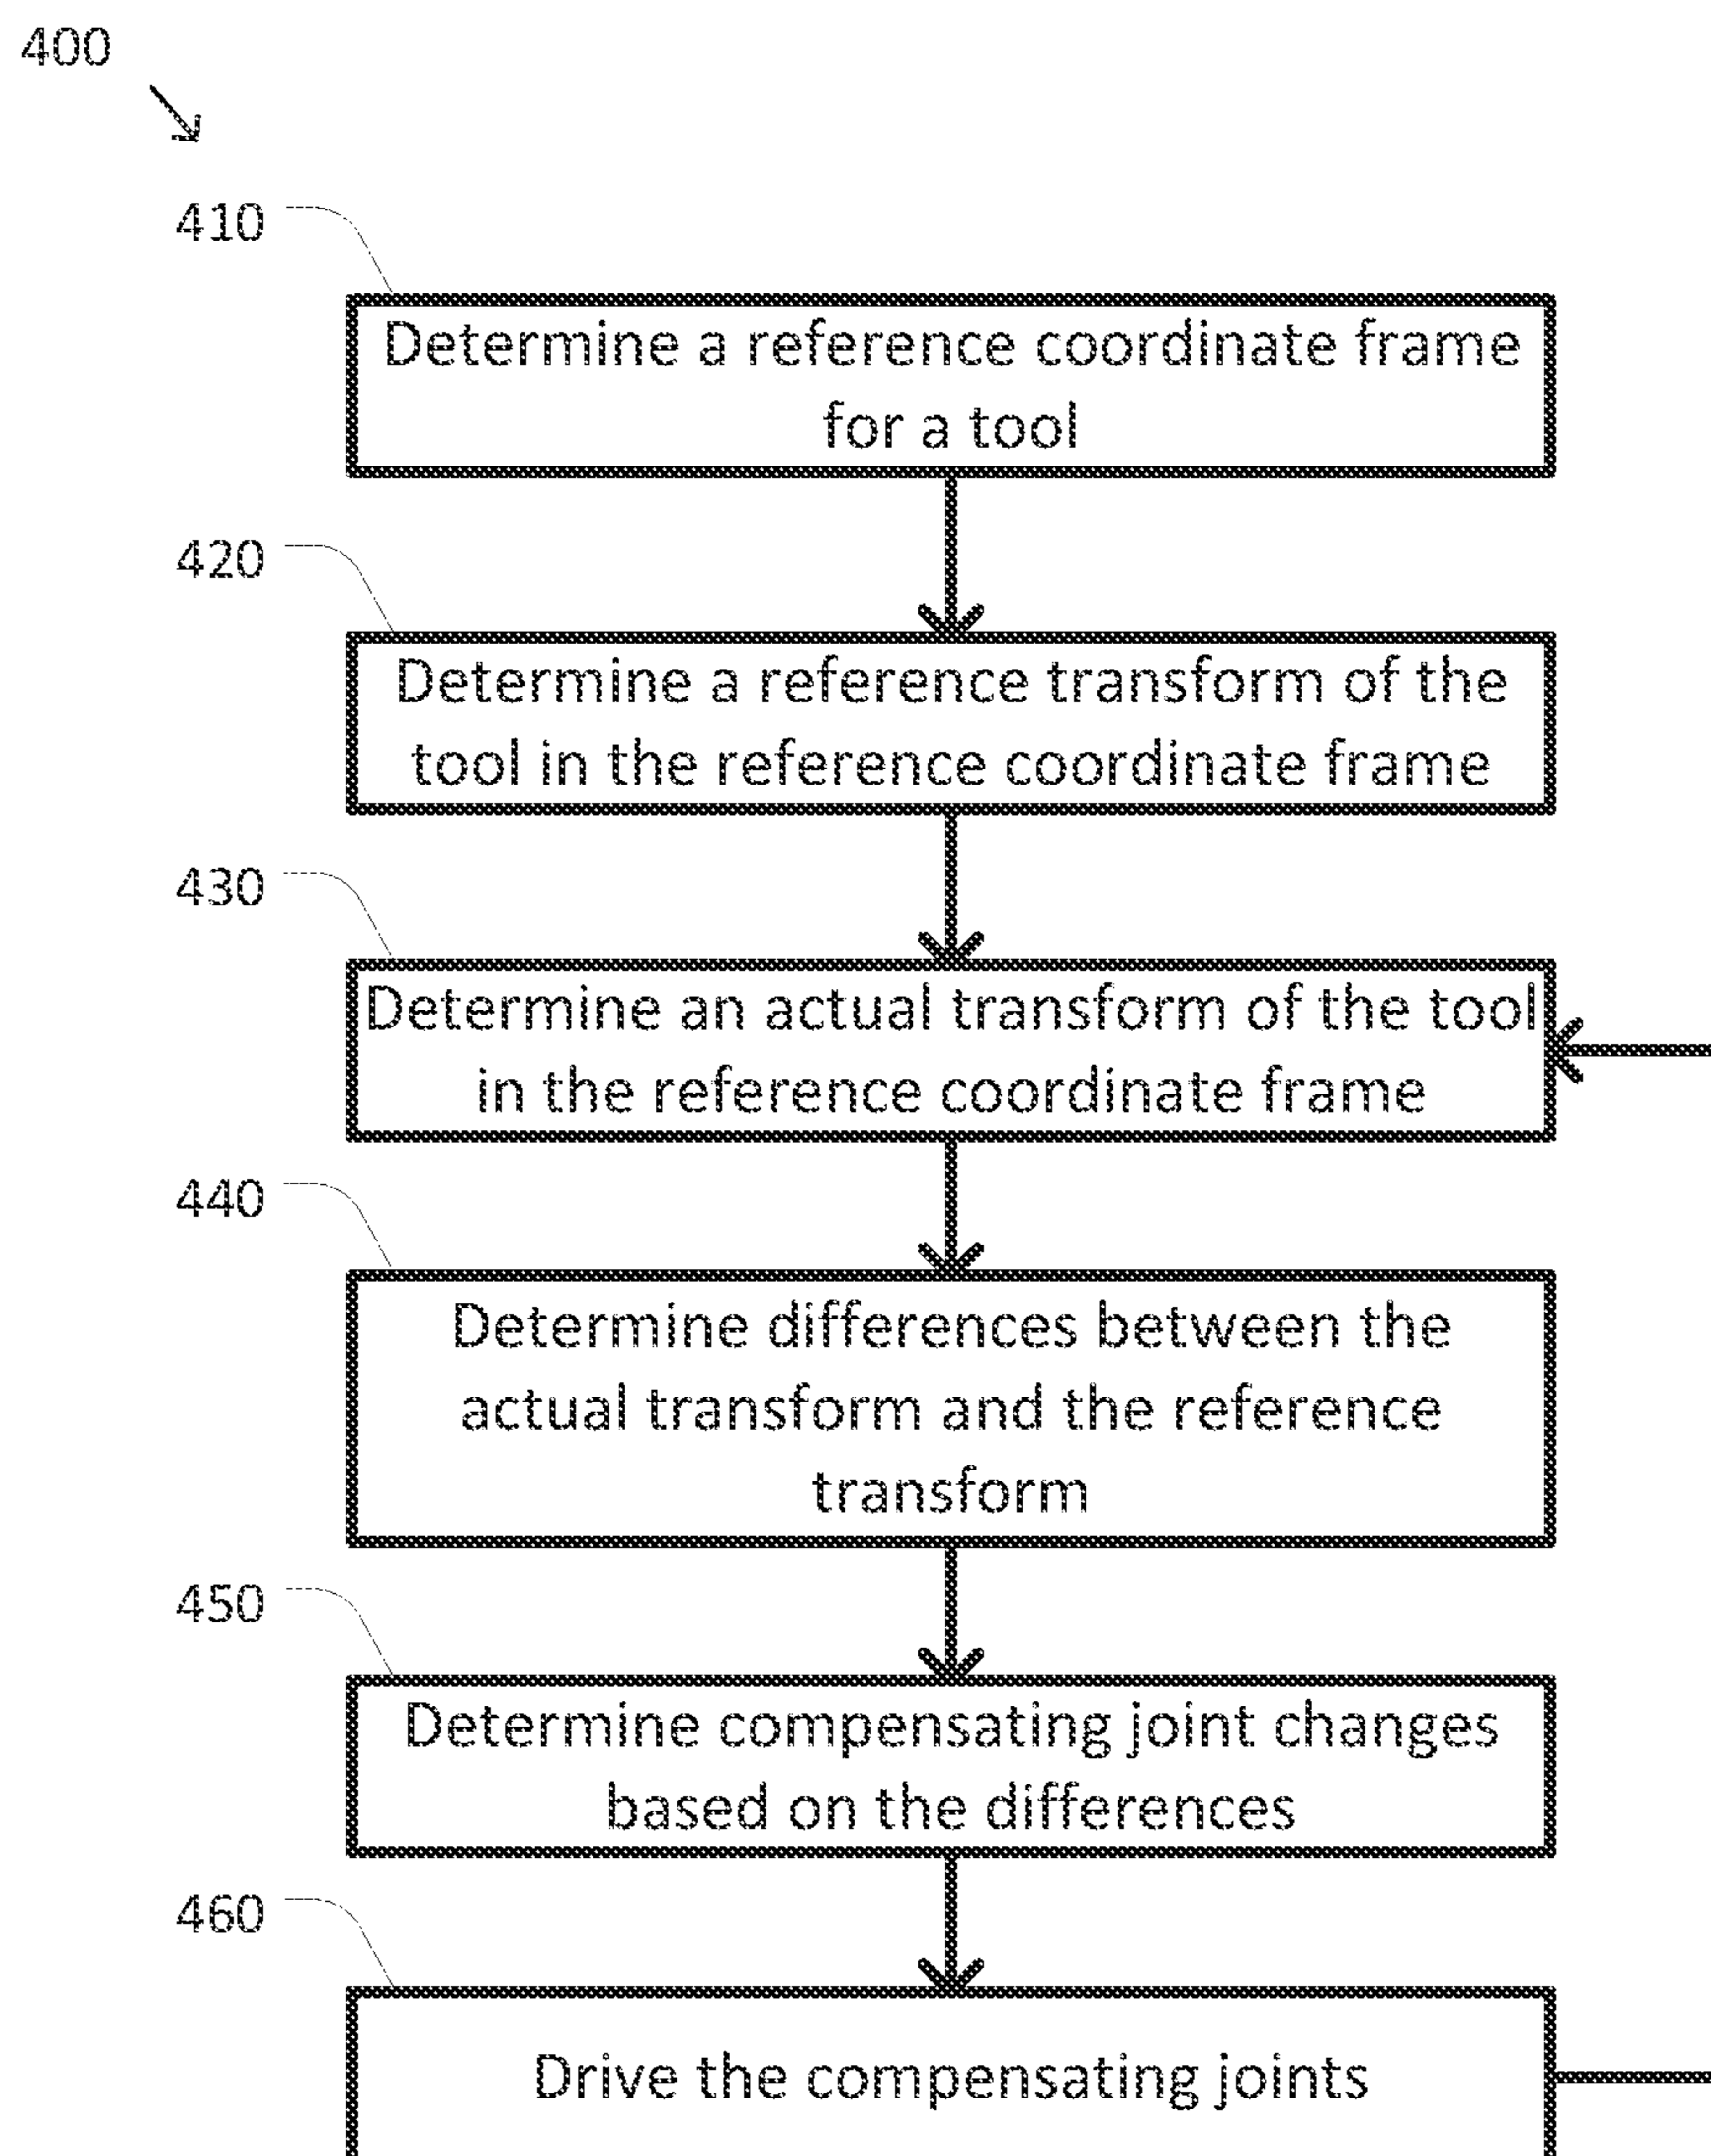 400
410
Determine a reference coordinate frame
for a tool
420
Determine a reference transform of the
tool in the reference coordinate frame
430
Determine an actual transform of the tool
in the reference coordinate frame
440
Determine differences between the
actual transform and the reference
transform
450
Determine compensating joint changes
based on the differences
460
Drive the compensating joints